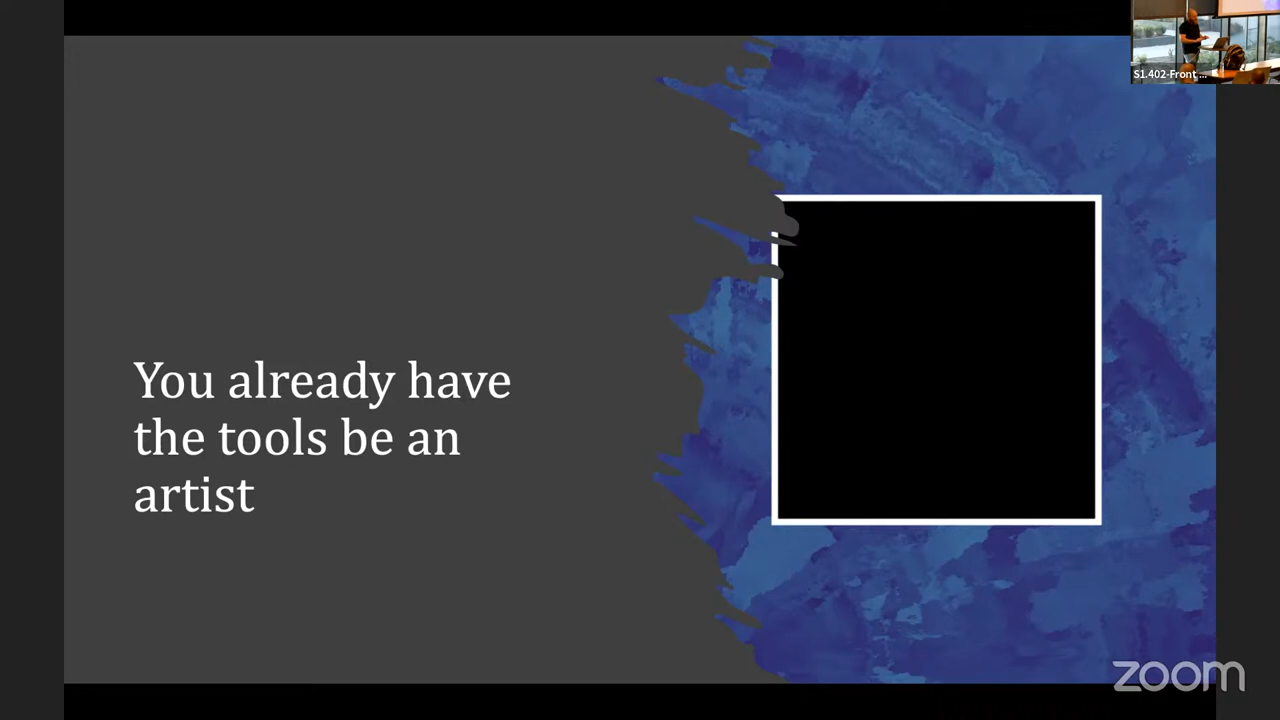 S1.402-Front ...
You already have
the tools be an
artist
zoom